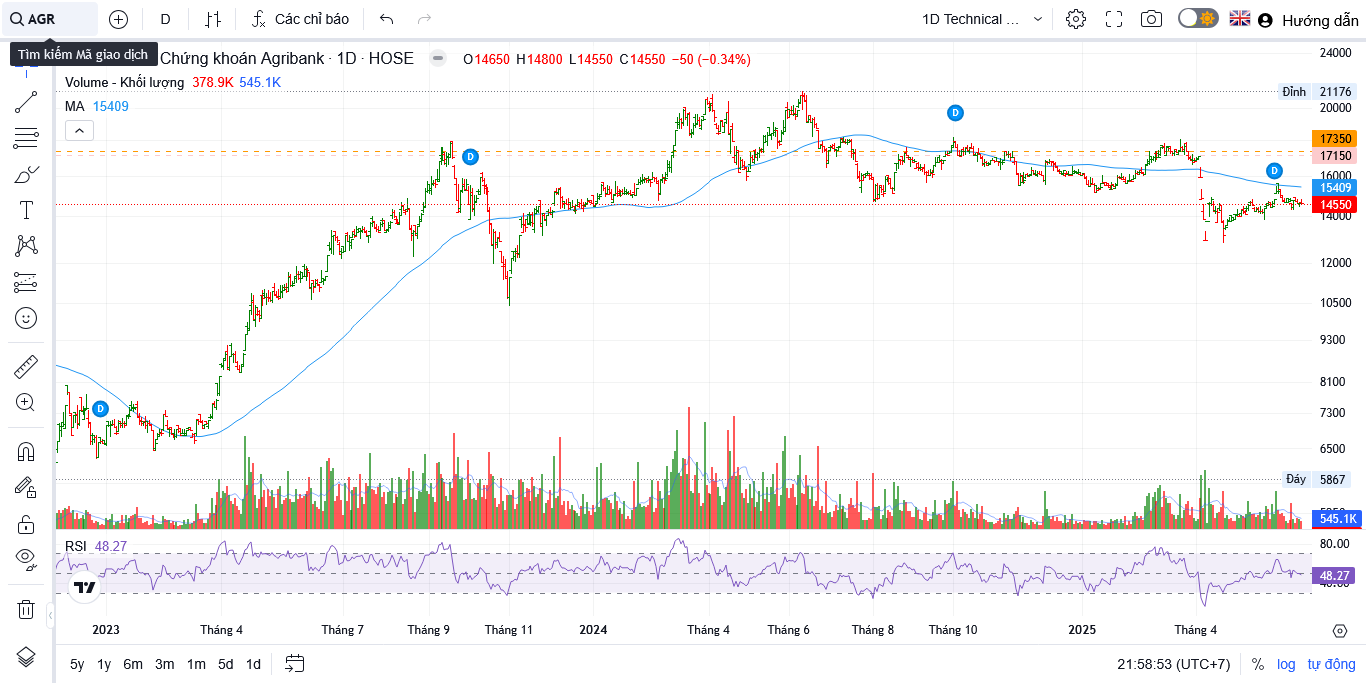 AGR
D
Các chỉ báo
1D Technical ...
Hướng dẫn
Tìm kiếm Mã giao dịch
Chứng khoán Agribank · 1D · HOSE
O14650 H14800 L14550 C14550 −50 (−0.34%)
Volume - Khối lượng 378.9K 545.1K
MA 15409
D
D
D
D
24000
Đỉnh 21176
20000
17350
17150
16000
15409
14550
14000
12000
10500
9300
8100
7300
6500
Đáy 5867
545.1K
RSI 48.27
80.00
48.27
40.00
2023 Tháng 4 Tháng 7 Tháng 9 Tháng 11 2024 Tháng 4 Tháng 6 Tháng 8 Tháng 10 2025 Tháng 4
5y 1y 6m 3m 1m 5d 1d
21:58:53 (UTC+7) % log tự động